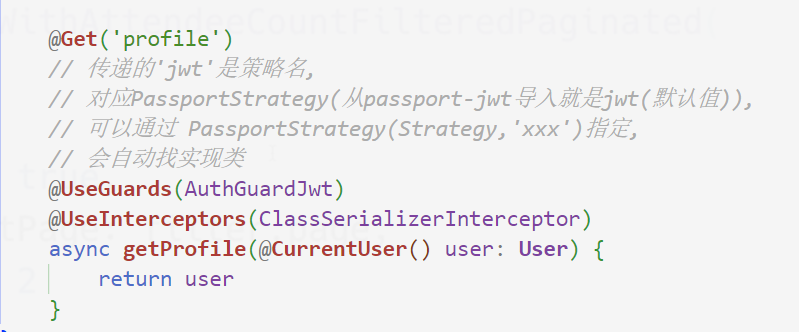 WithAttendeeCountFilteredPaginated
@Get('profile')
// 传递的'jwt'是策略名,
// 对应PassportStrategy(从passport-jwt导入就是jwt(默认值)),
// 可以通过 PassportStrategy(Strategy,'xxx')指定,
// 会自动找实现类
@UseGuards(AuthGuardJwt)
@UseInterceptors(ClassSerializerInterceptor)
async getProfile(@CurrentUser() user: User) {
return user
}